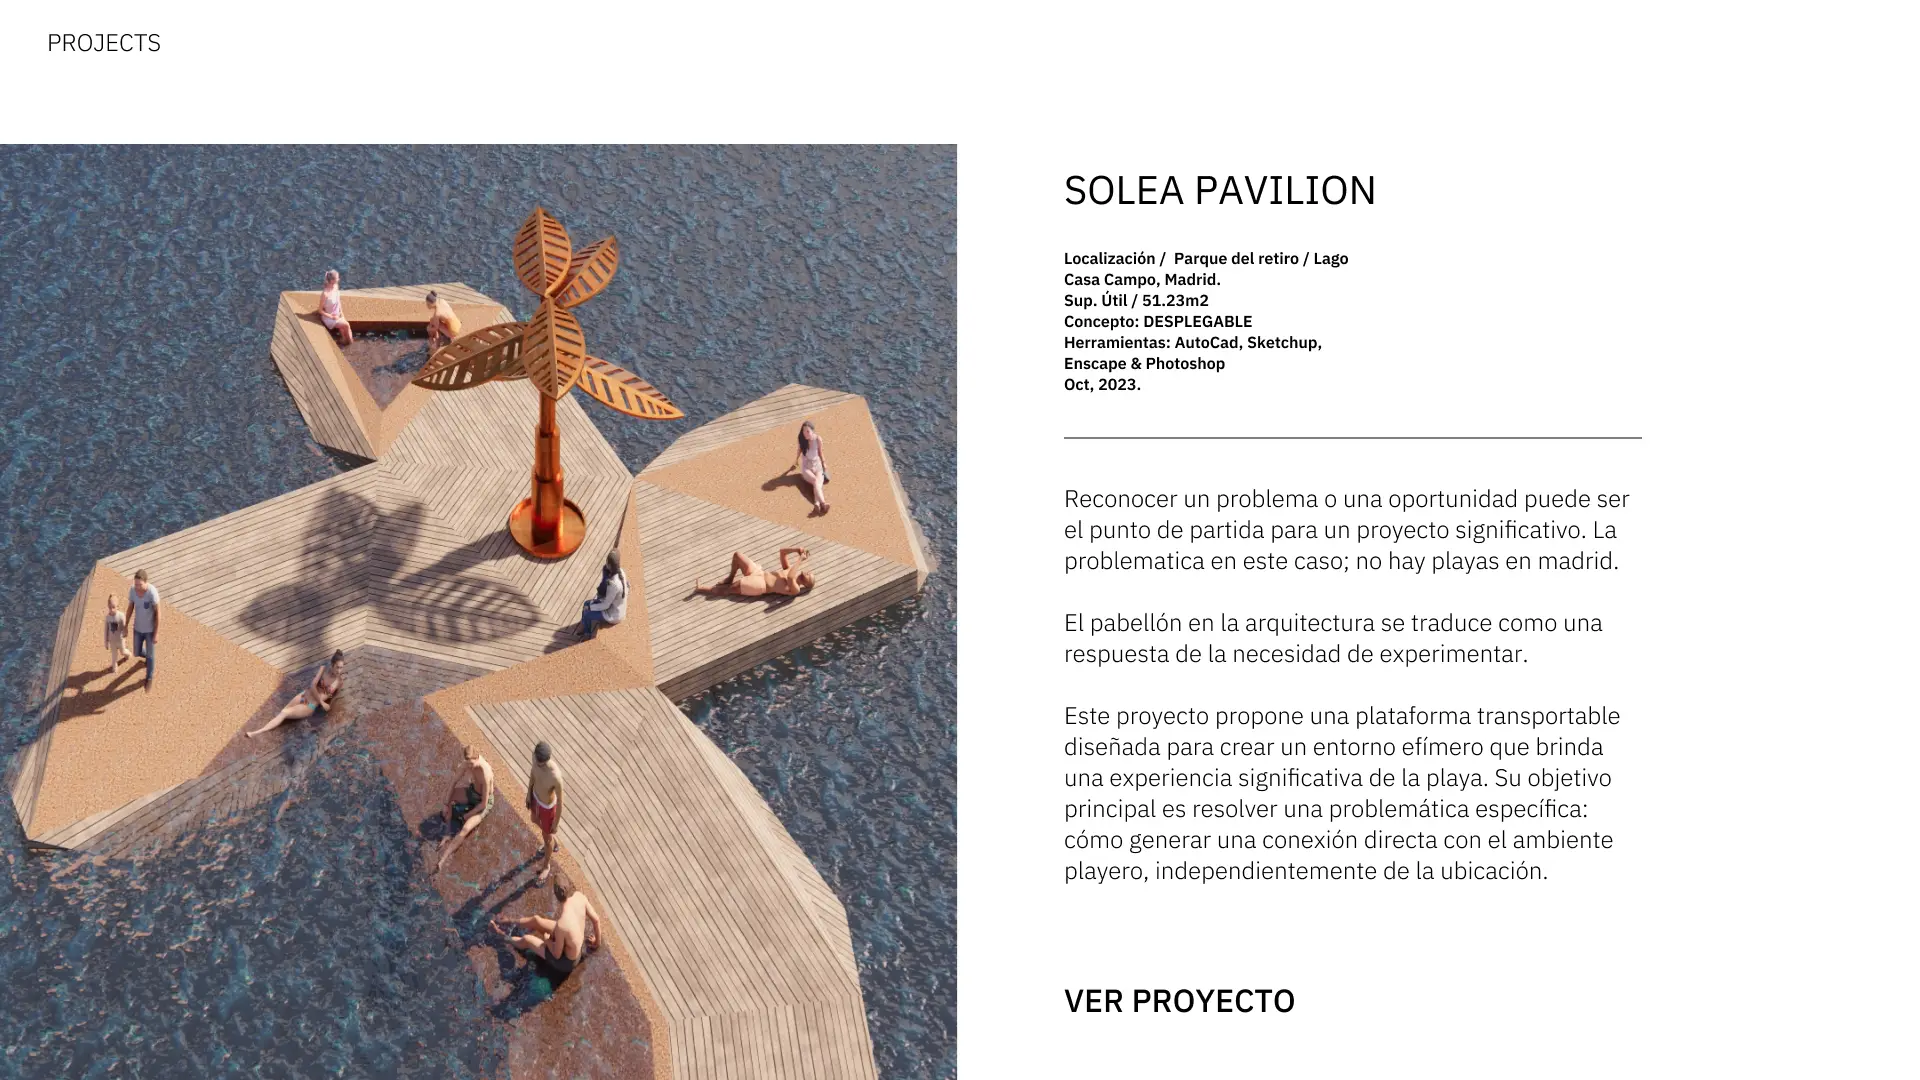 PROJECTS
SOLEA PAVILION
Localización /  Parque del retiro / Lago
Casa Campo, Madrid.
Sup. Útil / 51.23m2
Concepto: DESPLEGABLE
Herramientas: AutoCad, Sketchup,
Enscape & Photoshop
Oct, 2023.
Reconocer un problema o una oportunidad puede ser
el punto de partida para un proyecto significativo. La
problematica en este caso; no hay playas en madrid.
El pabellón en la arquitectura se traduce como una
respuesta de la necesidad de experimentar.
Este proyecto propone una plataforma transportable
diseñada para crear un entorno efímero que brinda
una experiencia significativa de la playa. Su objetivo
principal es resolver una problemática específica:
cómo generar una conexión directa con el ambiente
playero, independientemente de la ubicación.
VER PROYECTO